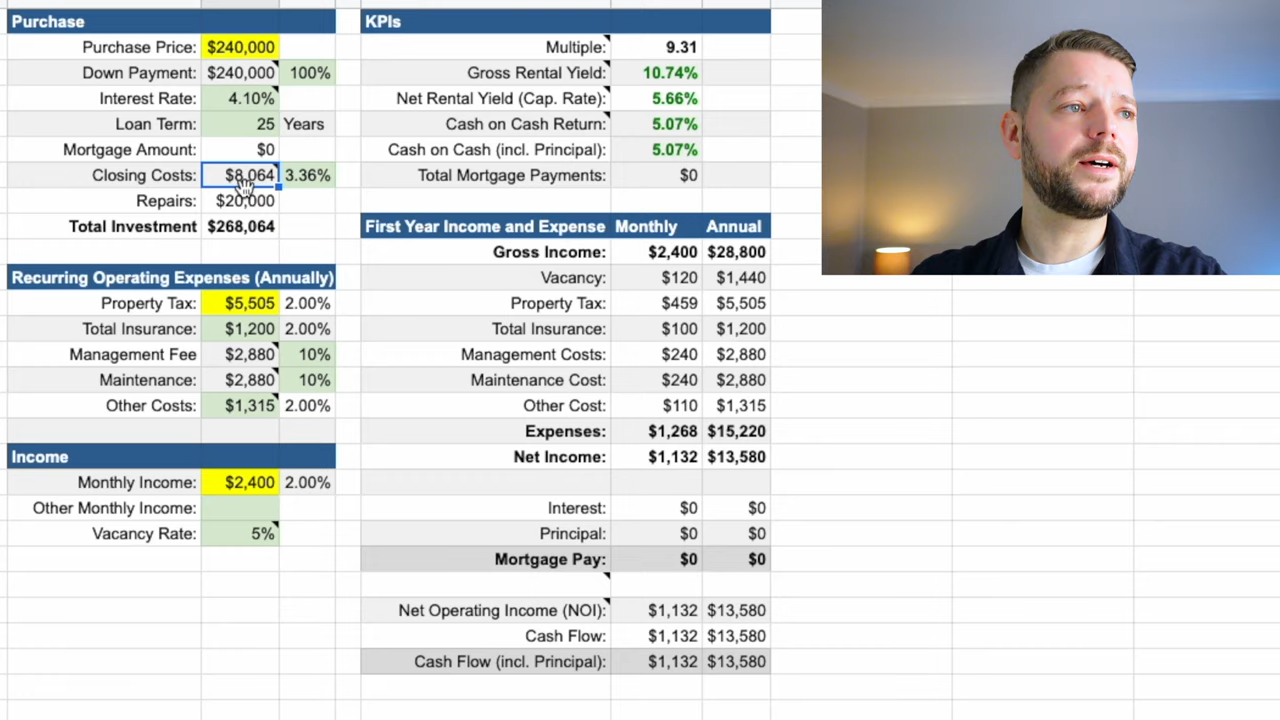 Purchase
Purchase Price: $240,000
Down Payment: $240,000 100%
Interest Rate: 4.10%
Loan Term: 25 Years
Mortgage Amount: $0
Closing Costs: $8,064 3.36%
Repairs: $20,000
Total Investment $268,064
Recurring Operating Expenses (Annually)
Property Tax: $5,505 2.00%
Total Insurance: $1,200 2.00%
Management Fee $2,880 10%
Maintenance: $2,880 10%
Other Costs: $1,315 2.00%
Income
Monthly Income: $2,400 2.00%
Other Monthly Income:
Vacancy Rate: 5%
KPIs
Multiple: 9.31
Gross Rental Yield: 10.74%
Net Rental Yield (Cap. Rate): 5.66%
Cash on Cash Return: 5.07%
Cash on Cash (incl. Principal): 5.07%
Total Mortgage Payments: $0
First Year Income and Expense Monthly Annual
Gross Income: $2,400 $28,800
Vacancy: $120 $1,440
Property Tax: $459 $5,505
Total Insurance: $100 $1,200
Management Costs: $240 $2,880
Maintenance Cost: $240 $2,880
Other Cost: $110 $1,315
Expenses: $1,268 $15,220
Net Income: $1,132 $13,580
Interest: $0 $0
Principal: $0 $0
Mortgage Pay: $0 $0
Net Operating Income (NOI): $1,132 $13,580
Cash Flow: $1,132 $13,580
Cash Flow (incl. Principal): $1,132 $13,580